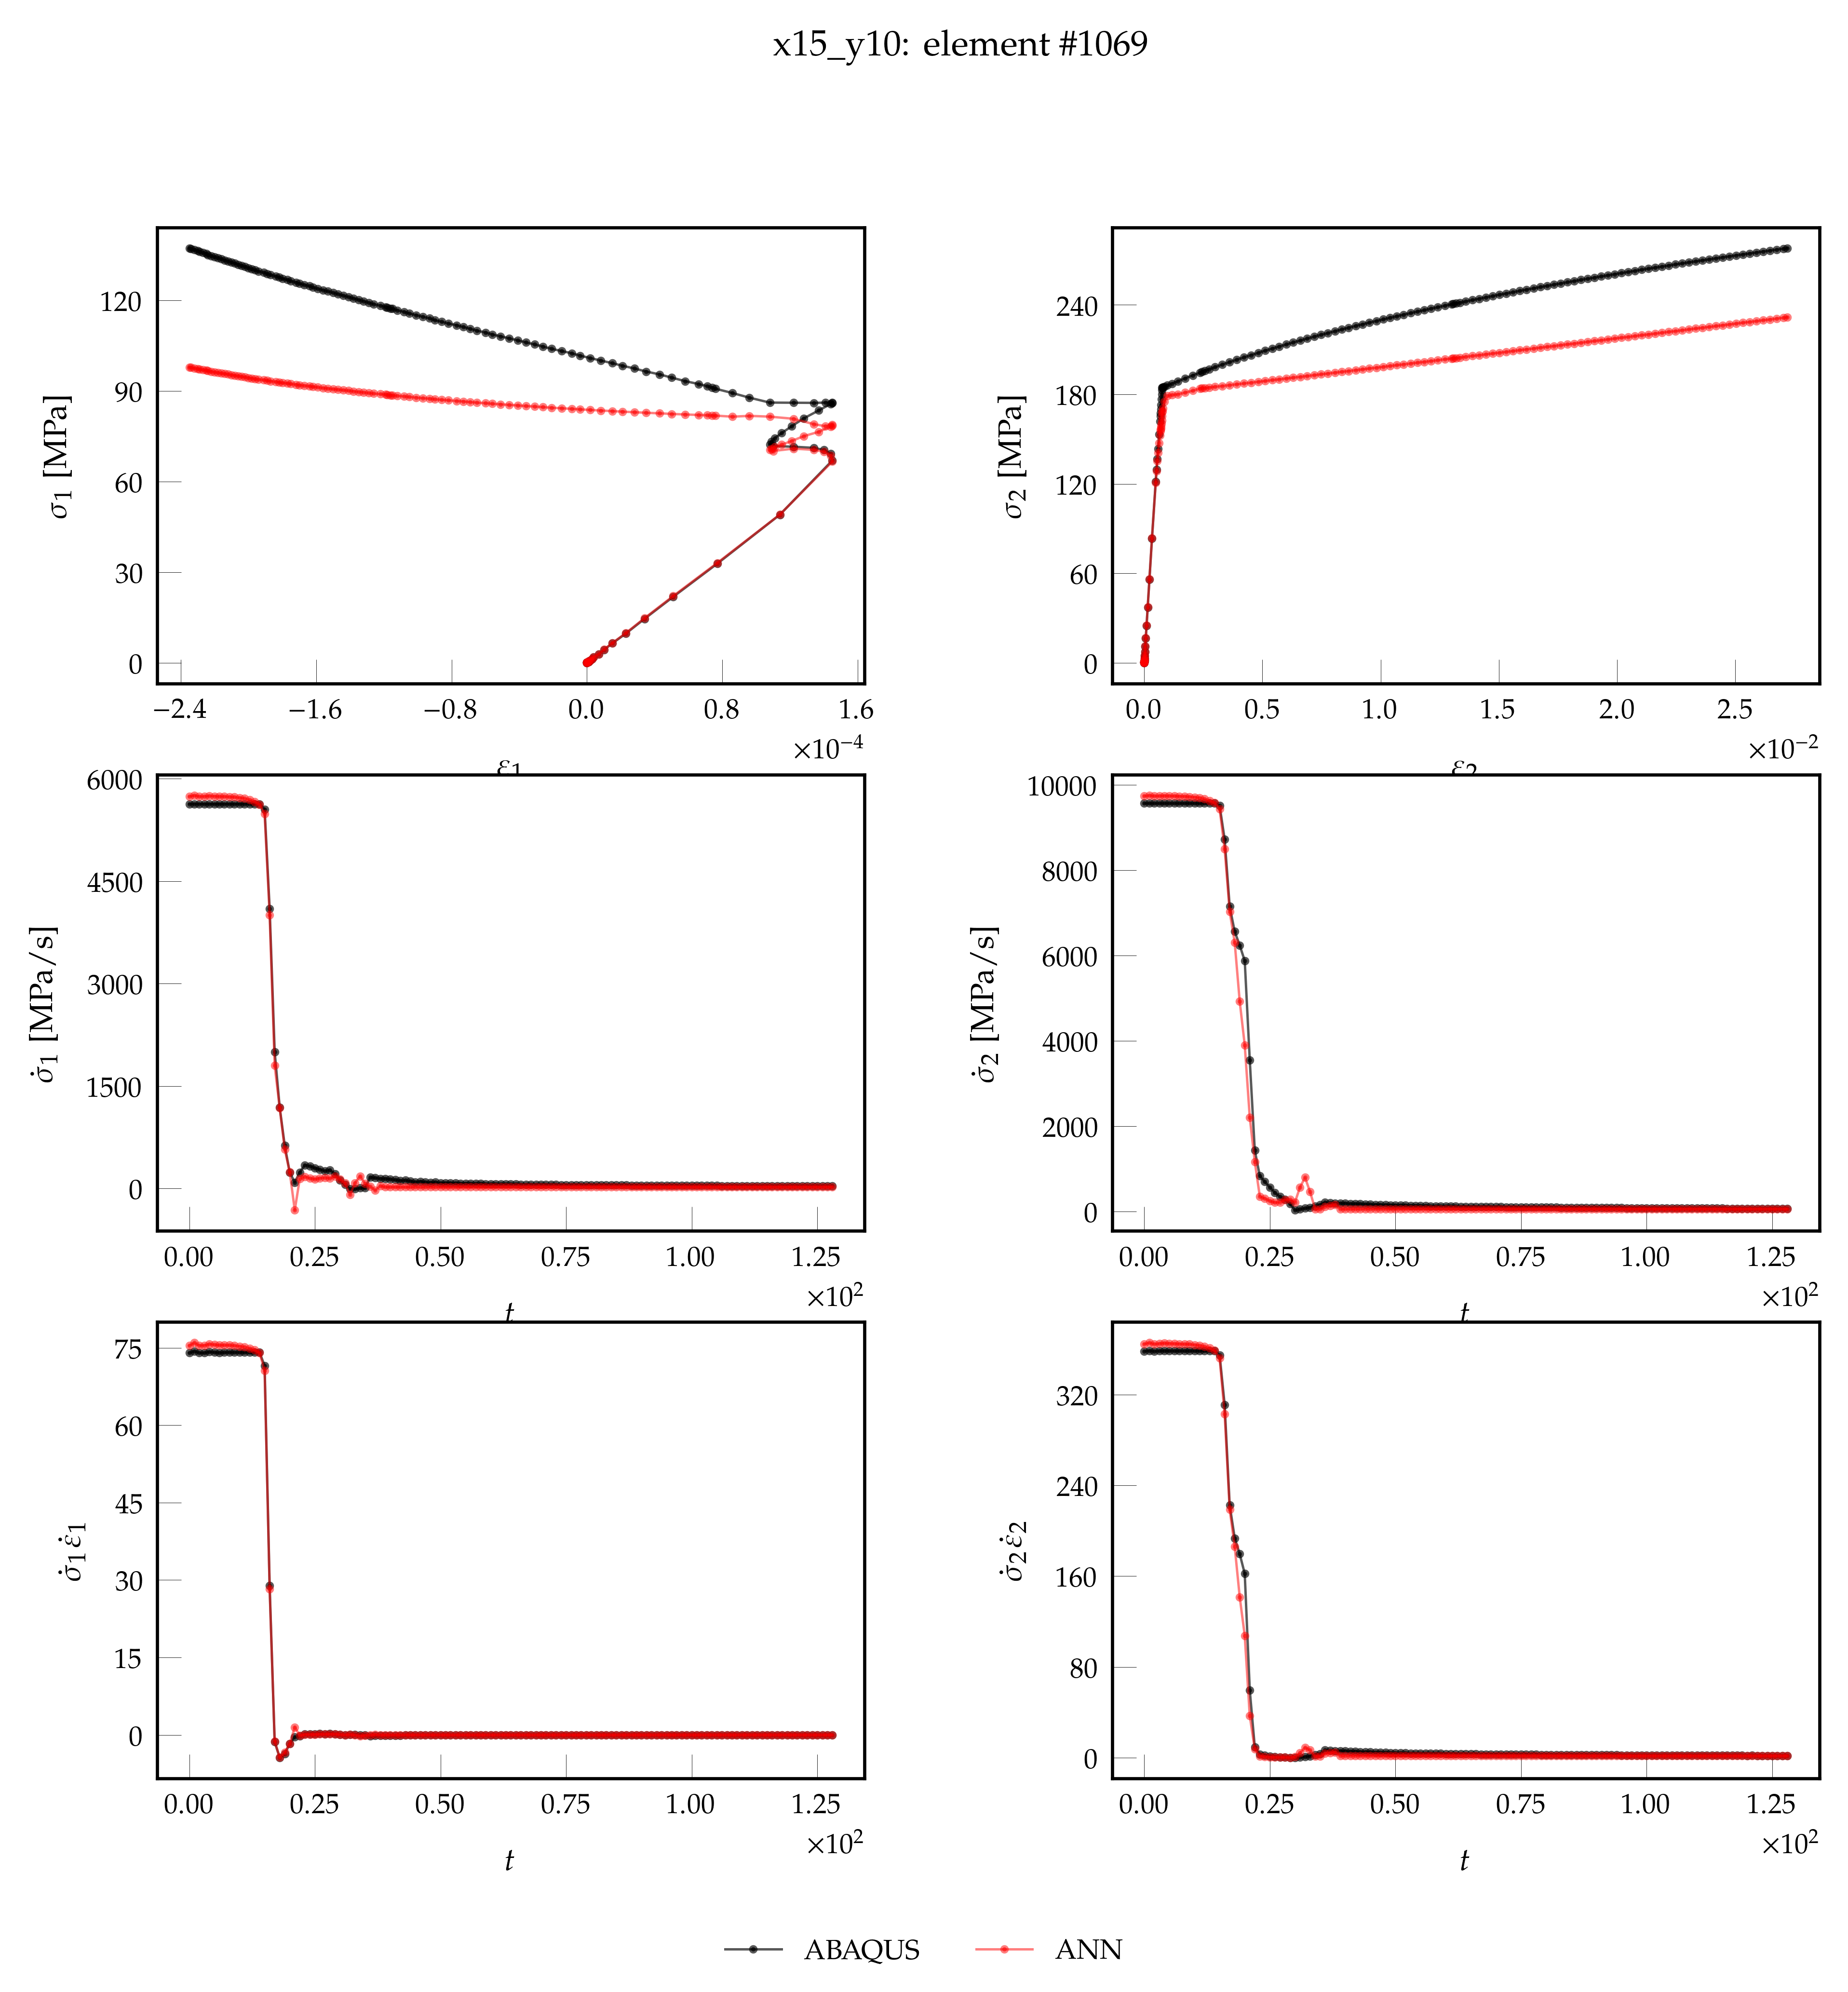 x15_y10: element #1069
σ₁ [MPa]
120
90
60
30
0
−2.4 −1.6 −0.8 0.0 0.8 1.6
×10⁻⁴
ε₁
σ₂ [MPa]
240
180
120
60
0
0.0 0.5 1.0 1.5 2.0 2.5
×10⁻²
ε₂
σ̇₁ [MPa/s]
6000
4500
3000
1500
0
0.00 0.25 0.50 0.75 1.00 1.25
×10²
t
σ̇₂ [MPa/s]
10000
8000
6000
4000
2000
0
0.00 0.25 0.50 0.75 1.00 1.25
×10²
t
σ̇₁ε̇₁
75
60
45
30
15
0
0.00 0.25 0.50 0.75 1.00 1.25
×10²
t
σ̇₂ε̇₂
320
240
160
80
0
0.00 0.25 0.50 0.75 1.00 1.25
×10²
t
ABAQUS ANN